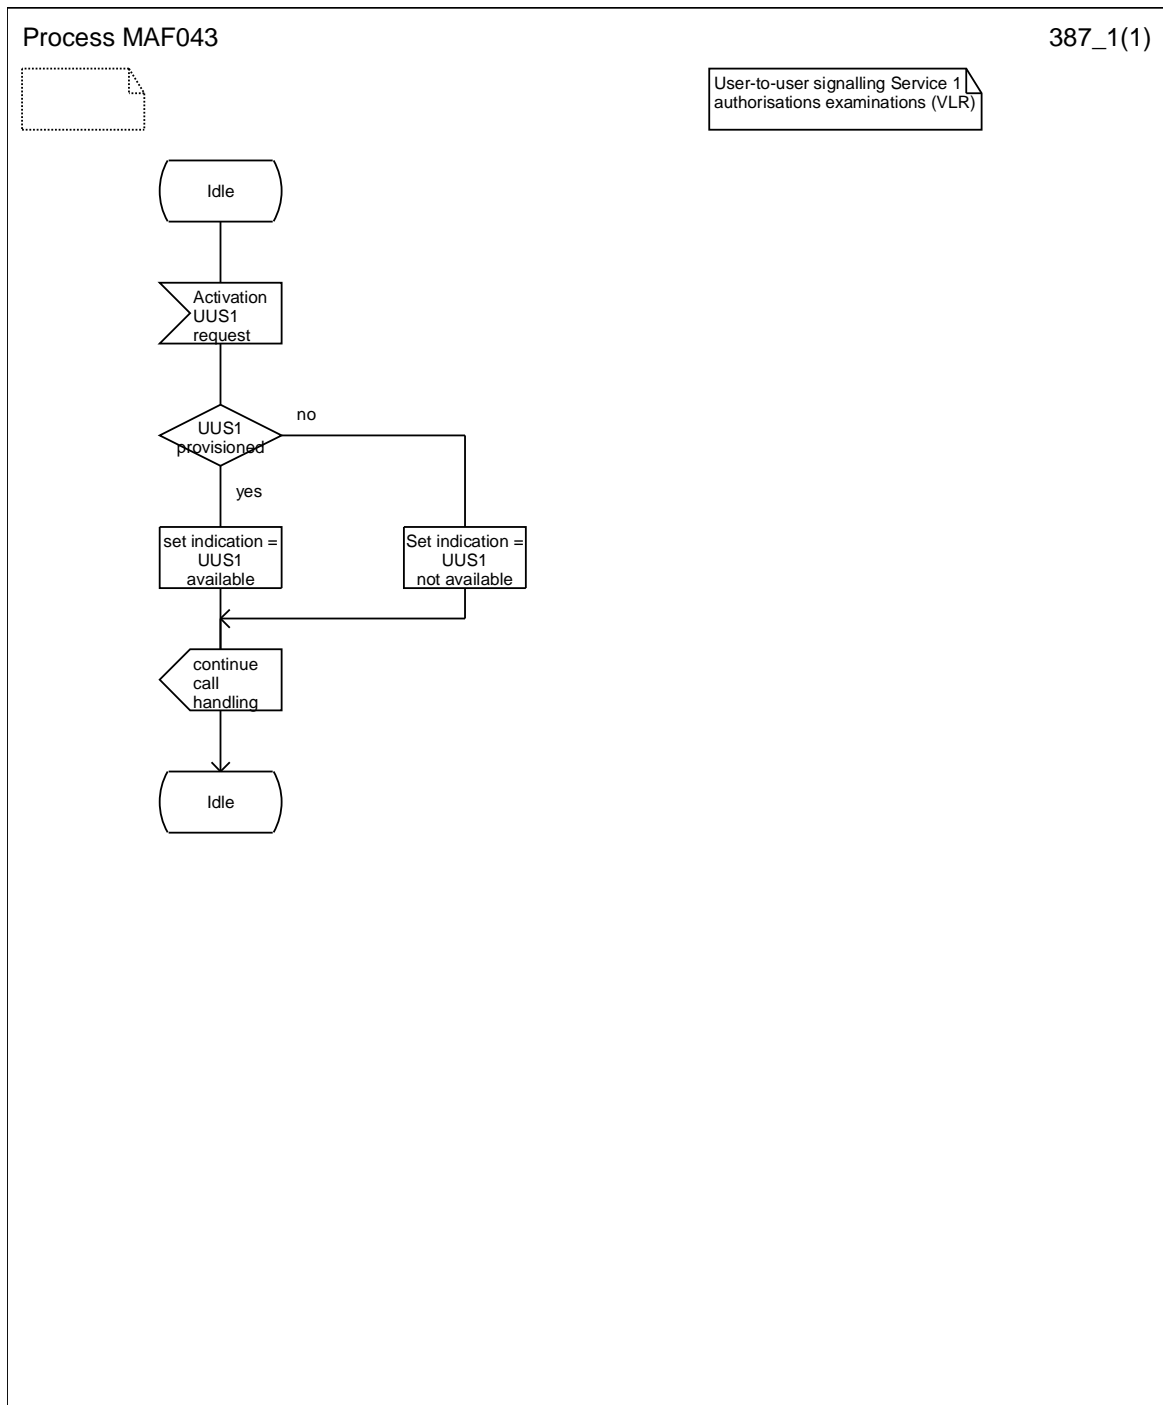 Process MAF043
387_1(1)
User-to-user signalling Service 1
authorisations examinations (VLR)
Idle
Activation
UUS1
request
no
UUS1
provisioned
yes
set indication =
UUS1
available
Set indication =
UUS1
not available
continue
call
handling
Idle